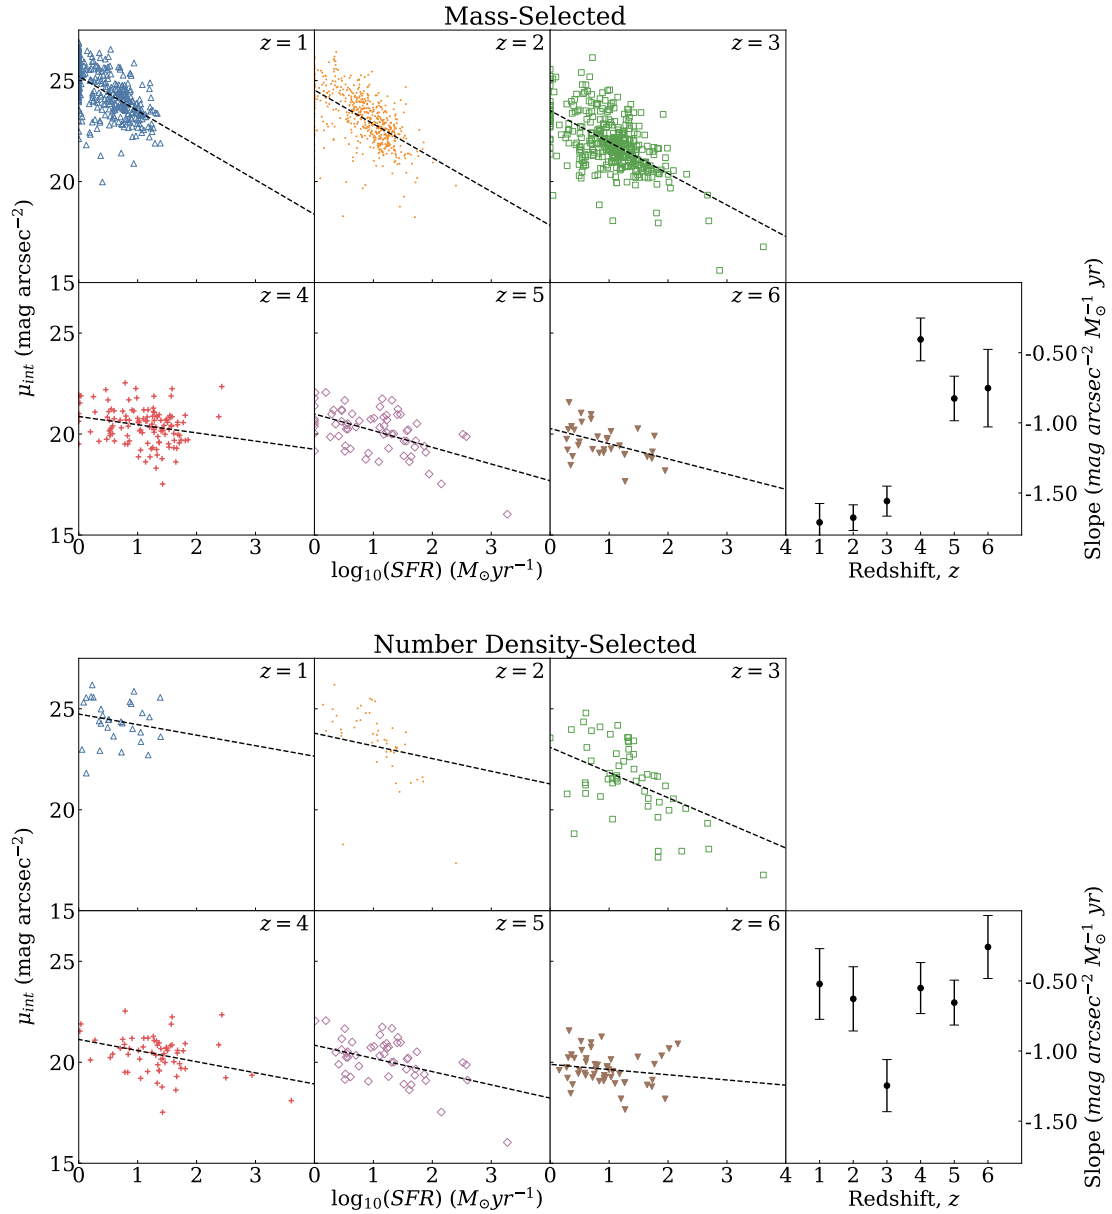 Mass-Selected
z = 1
z = 2
z = 3
25
20
15
μint (mag arcsec−2)
z = 4
z = 5
z = 6
25
20
15
-0.50
-1.00
-1.50
Slope (mag arcsec−2 M⊙−1 yr)
0 1 2 3 0 1 2 3 0 1 2 3 4
1 2 3 4 5 6
log10(SFR) (M⊙yr−1)
Redshift, z
Number Density-Selected
z = 1
z = 2
z = 3
25
20
15
μint (mag arcsec−2)
z = 4
z = 5
z = 6
25
20
15
-0.50
-1.00
-1.50
Slope (mag arcsec−2 M⊙−1 yr)
0 1 2 3 0 1 2 3 0 1 2 3 4
1 2 3 4 5 6
log10(SFR) (M⊙yr−1)
Redshift, z